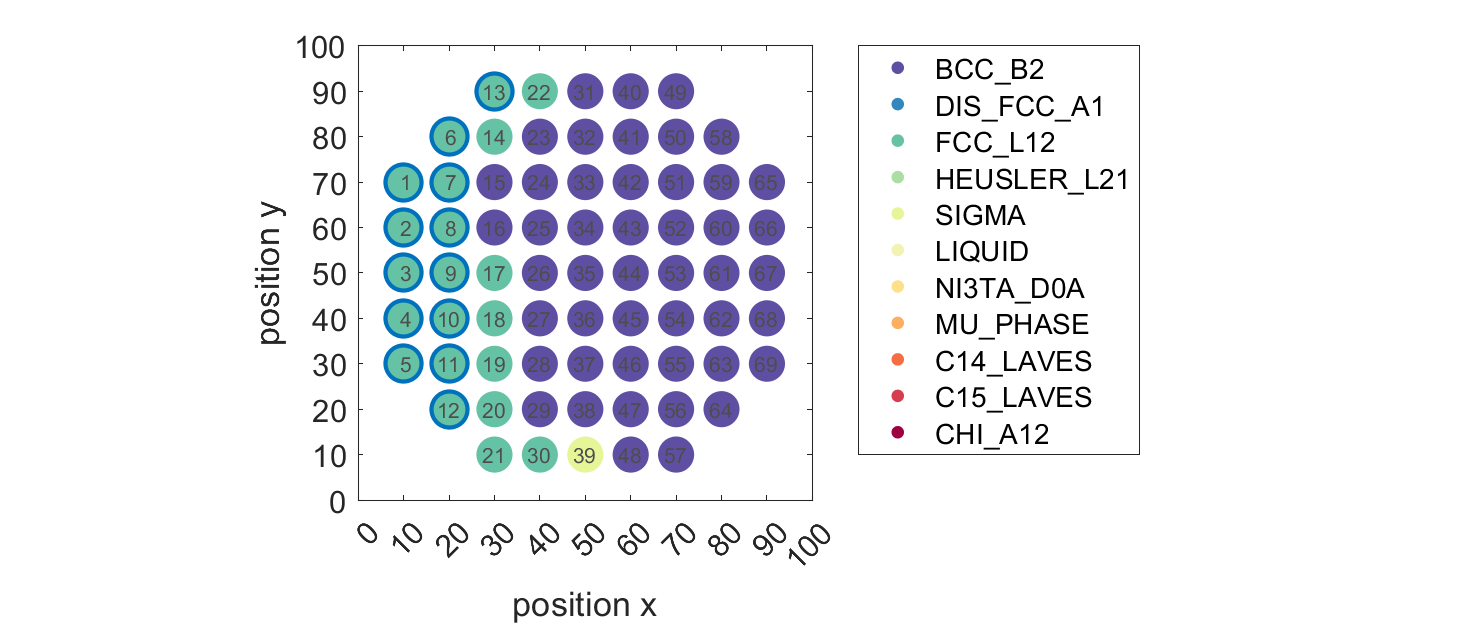 100
90 13 22 31 40 49
80 6 14 23 32 41 50 58
70 1 7 15 24 33 42 51 59 65
60 2 8 16 25 34 43 52 60 66
50 3 9 17 26 35 44 53 61 67
40 4 10 18 27 36 45 54 62 68
30 5 11 19 28 37 46 55 63 69
20 12 20 29 38 47 56 64
10 21 30 39 48 57
0
position y
0 10 20 30 40 50 60 70 80 90 100
position x
BCC_B2
DIS_FCC_A1
FCC_L12
HEUSLER_L21
SIGMA
LIQUID
NI3TA_D0A
MU_PHASE
C14_LAVES
C15_LAVES
CHI_A12